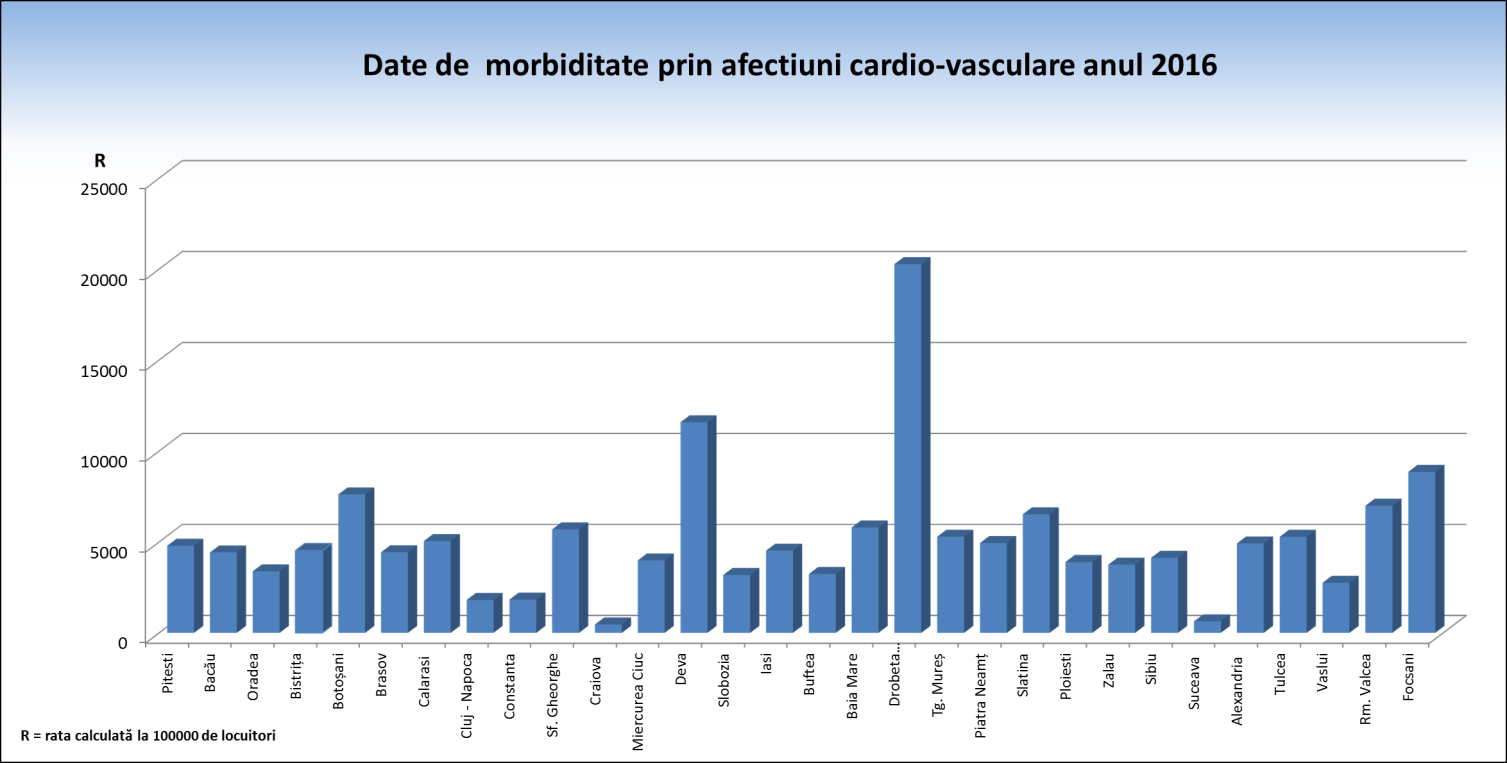 Date de  morbiditate prin afectiuni cardio-vasculare anul 2016
R
25000
20000
15000
10000
5000
0
Pitesti
Bacău
Oradea
Bistrița
Botoșani
Brasov
Calarasi
Cluj - Napoca
Constanta
Sf. Gheorghe
Craiova
Miercurea Ciuc
Deva
Slobozia
Iasi
Buftea
Baia Mare
Drobeta...
Tg. Mureș
Piatra Neamț
Slatina
Ploiesti
Zalau
Sibiu
Suceava
Alexandria
Tulcea
Vaslui
Rm. Valcea
Focsani
R = rata calculată la 100000 de locuitori